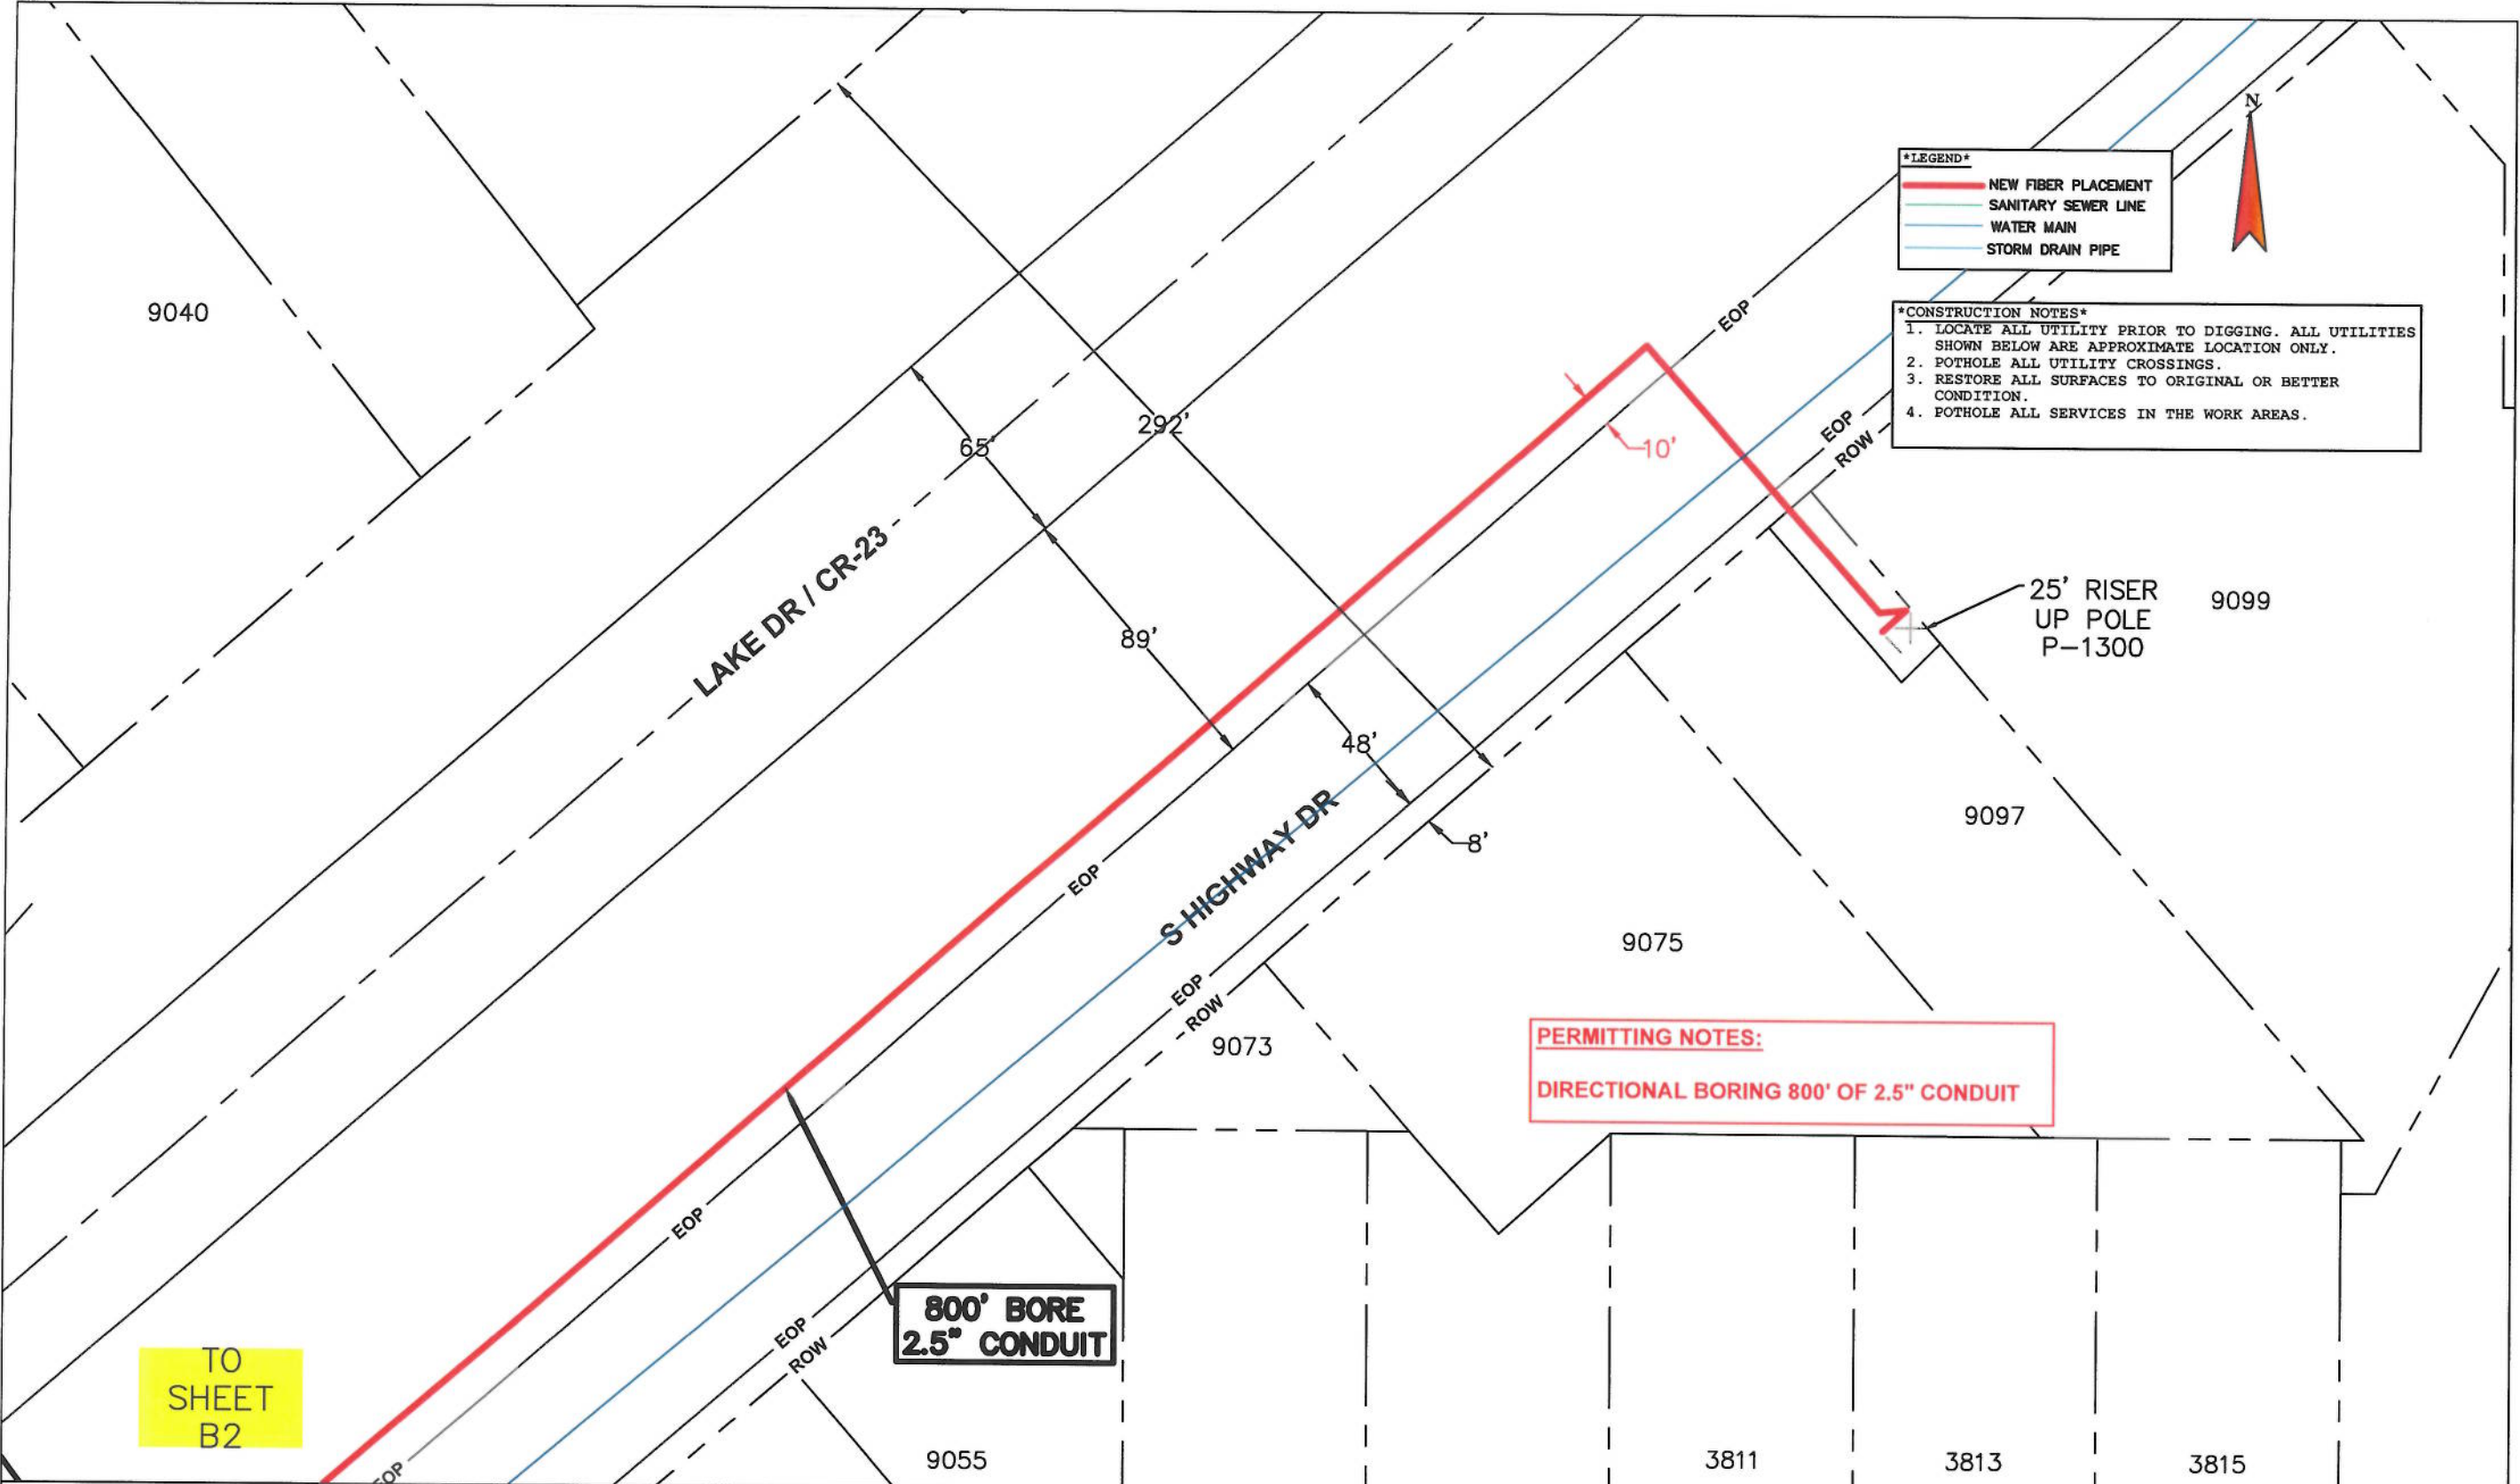 N
*LEGEND*
NEW FIBER PLACEMENT
SANITARY SEWER LINE
WATER MAIN
STORM DRAIN PIPE
*CONSTRUCTION NOTES*
1. LOCATE ALL UTILITY PRIOR TO DIGGING. ALL UTILITIES
SHOWN BELOW ARE APPROXIMATE LOCATION ONLY.
2. POTHOLE ALL UTILITY CROSSINGS.
3. RESTORE ALL SURFACES TO ORIGINAL OR BETTER
CONDITION.
4. POTHOLE ALL SERVICES IN THE WORK AREAS.
9040
EOP
292'
65'
10'
EOP
ROW
LAKE DR / CR-23
89'
25' RISER
UP POLE
P-1300
9099
48'
S HIGHWAY DR
8'
9097
EOP
9075
EOP
ROW
9073
PERMITTING NOTES:
DIRECTIONAL BORING 800' OF 2.5" CONDUIT
EOP
800' BORE
2.5" CONDUIT
EOP
ROW
TO
SHEET
B2
EOP
9055
3811
3813
3815